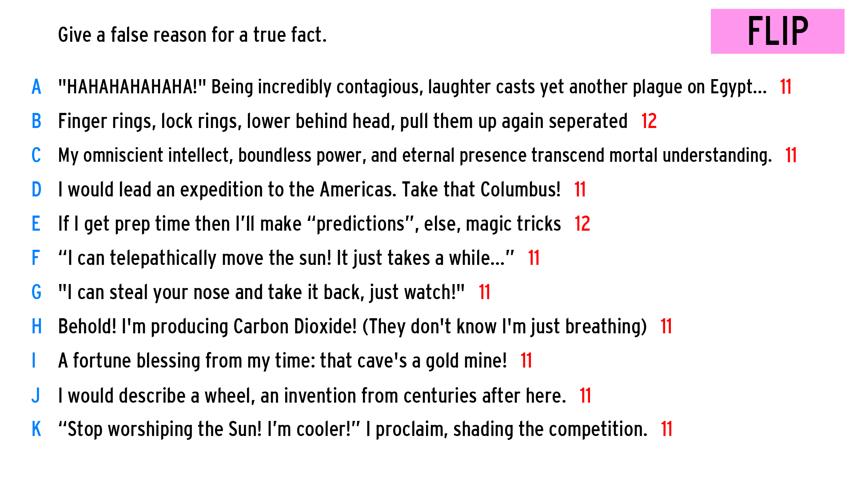 Give a false reason for a true fact.
FLIP
A "HAHAHAHAHAHA!" Being incredibly contagious, laughter casts yet another plague on Egypt... 11
B Finger rings, lock rings, lower behind head, pull them up again seperated 12
C My omniscient intellect, boundless power, and eternal presence transcend mortal understanding. 11
D I would lead an expedition to the Americas. Take that Columbus! 11
E If I get prep time then I'll make “predictions”, else, magic tricks 12
F “I can telepathically move the sun! It just takes a while...” 11
G "I can steal your nose and take it back, just watch!" 11
H Behold! I'm producing Carbon Dioxide! (They don't know I'm just breathing) 11
I A fortune blessing from my time: that cave's a gold mine! 11
J I would describe a wheel, an invention from centuries after here. 11
K “Stop worshiping the Sun! I’m cooler!” I proclaim, shading the competition. 11